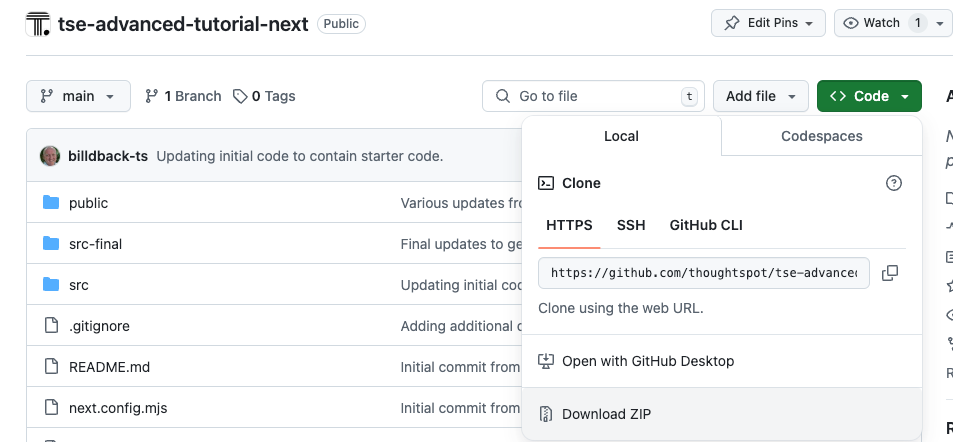 tse-advanced-tutorial-next Public Edit Pins Watch 1
main 1 Branch 0 Tags Go to file t Add file Code
Local Codespaces
billdback-ts Updating initial code to contain starter code.
Clone
public Various updates
HTTPS SSH GitHub CLI
src-final Final updates to
https://github.com/thoughtspot/tse-advance
src Updating initial
Clone using the web URL.
.gitignore Adding additional
README.md Initial commit from
Open with GitHub Desktop
next.config.mjs Initial commit from
Download ZIP